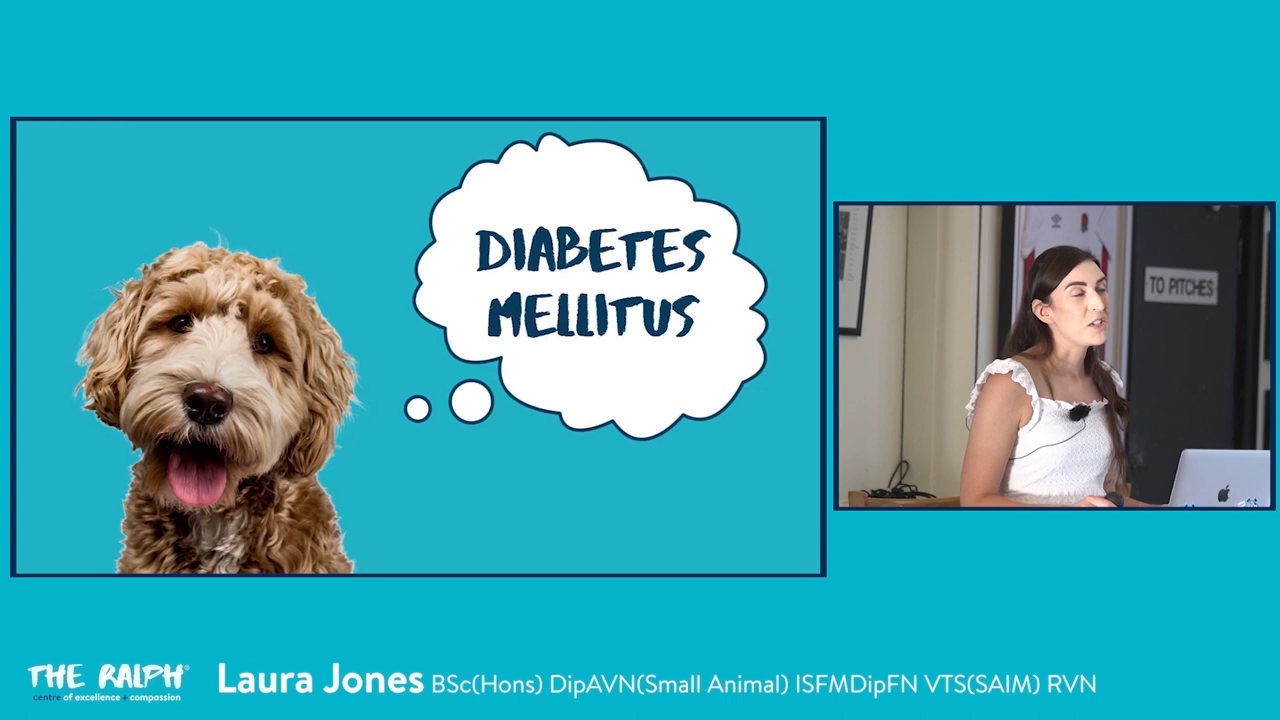 DIABETES
MELLITUS
TO PITCHES
THE RALPH®
centre of excellence + compassion
Laura Jones BSc(Hons) DipAVN(Small Animal) ISFMDipFN VTS(SAIM) RVN